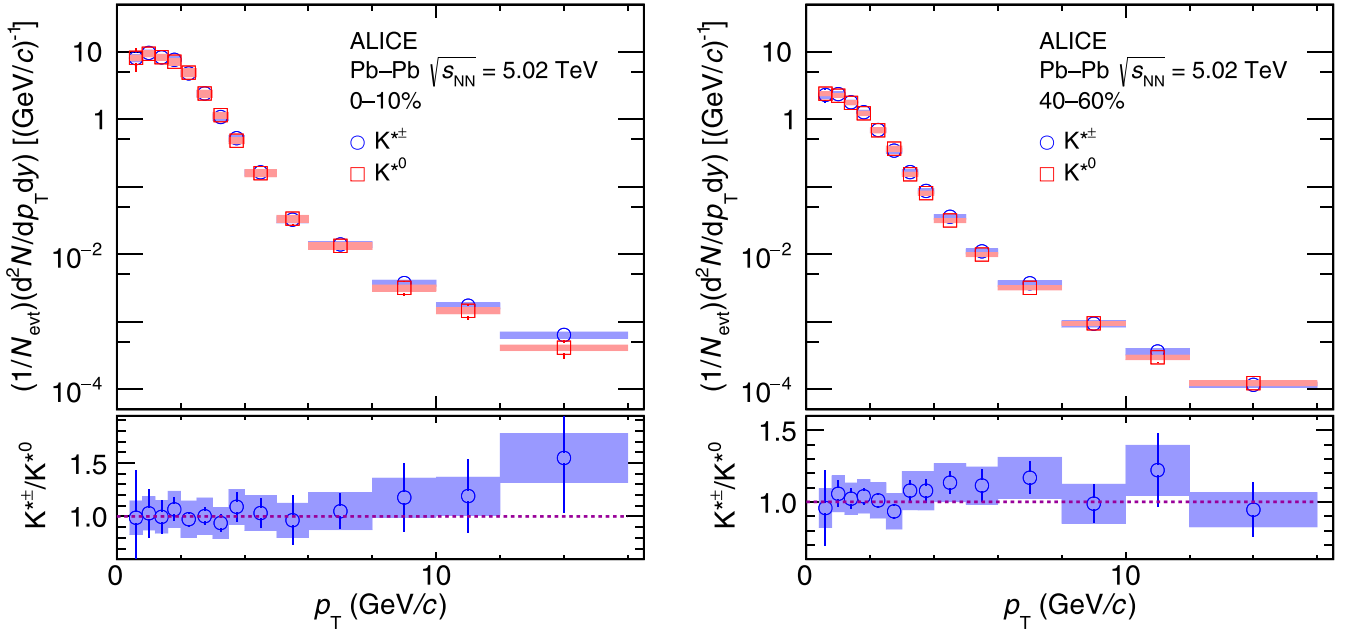 (1/N_evt)(d²N/dp_T dy) [(GeV/c)⁻¹]
10
1
10⁻²
10⁻⁴
ALICE
Pb–Pb √s_NN = 5.02 TeV
0–10%
K*±
K*⁰
K*±/K*⁰
1.5
1.0
0
10
p_T (GeV/c)
(1/N_evt)(d²N/dp_T dy) [(GeV/c)⁻¹]
10
1
10⁻²
10⁻⁴
ALICE
Pb–Pb √s_NN = 5.02 TeV
40–60%
K*±
K*⁰
K*±/K*⁰
1.5
1.0
0
10
p_T (GeV/c)